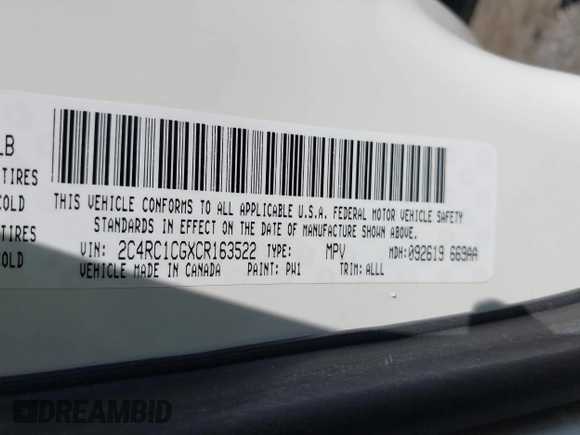 LB
TIRES
COLD
TIRES
COLD
THIS VEHICLE CONFORMS TO ALL APPLICABLE U.S.A. FEDERAL MOTOR VEHICLE SAFETY
STANDARDS IN EFFECT ON THE DATE OF MANUFACTURE SHOWN ABOVE.
VIN: 2C4RC1CGXCR163522 TYPE: MPV MDH:092619 669AA
VEHICLE MADE IN CANADA PAINT: PW1 TRIM: ALLL
DREAMBID